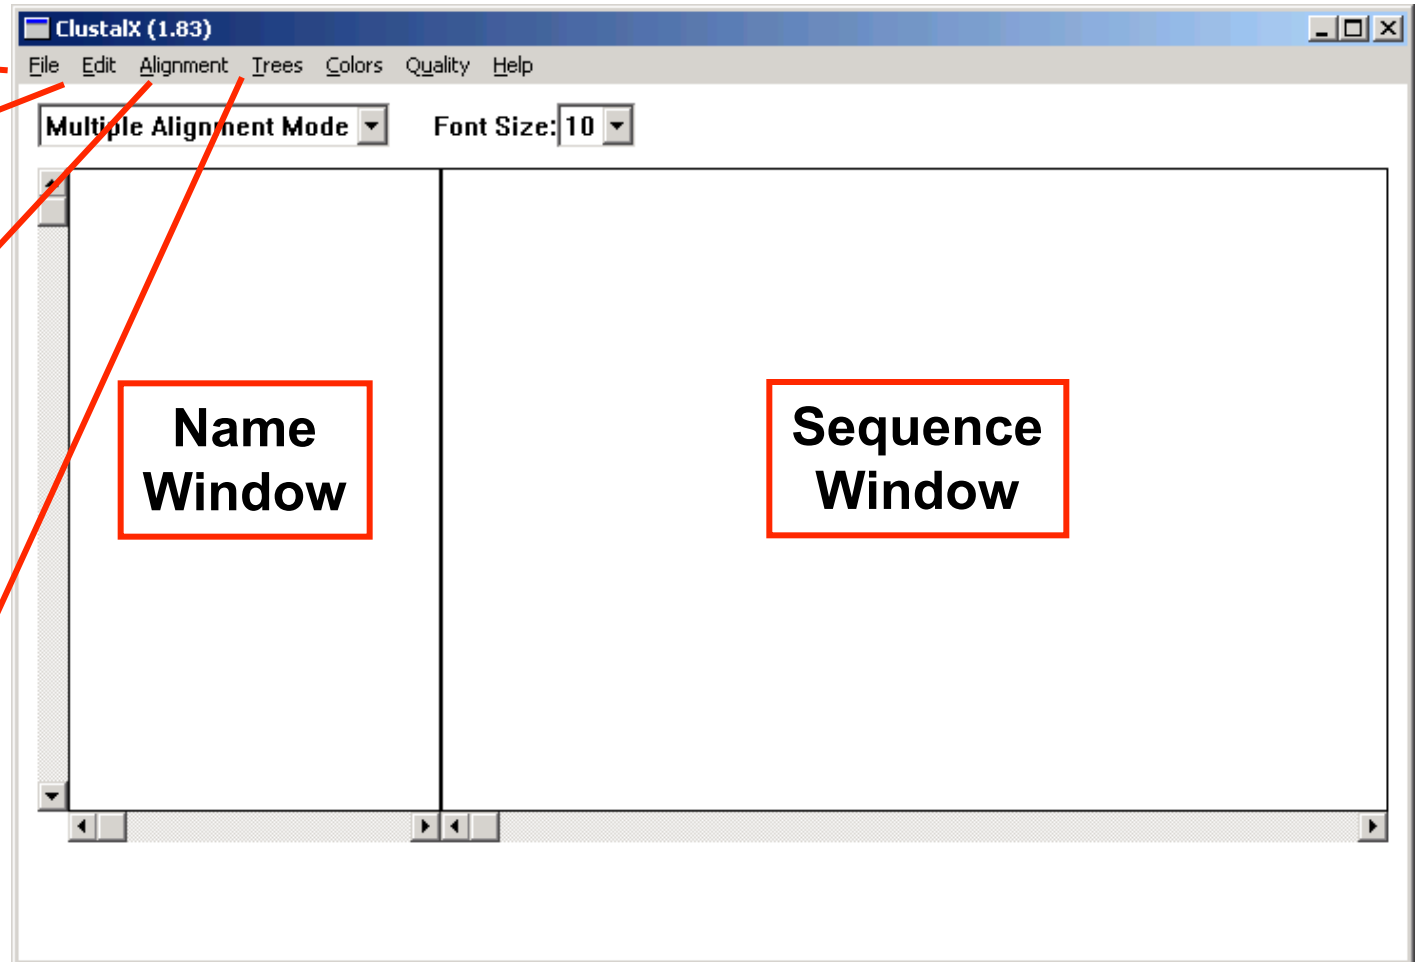 ClustalX (1.83)
File Edit Alignment Trees Colors Quality Help
Multiple Alignment Mode Font Size: 10
Name
Window
Sequence
Window